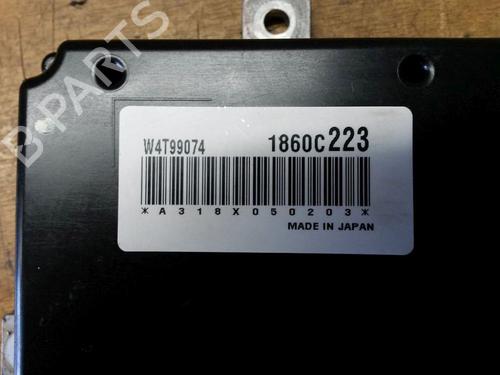 B-PARTS
W4T99074 1860C223
*A318X050203*
MADE IN JAPAN